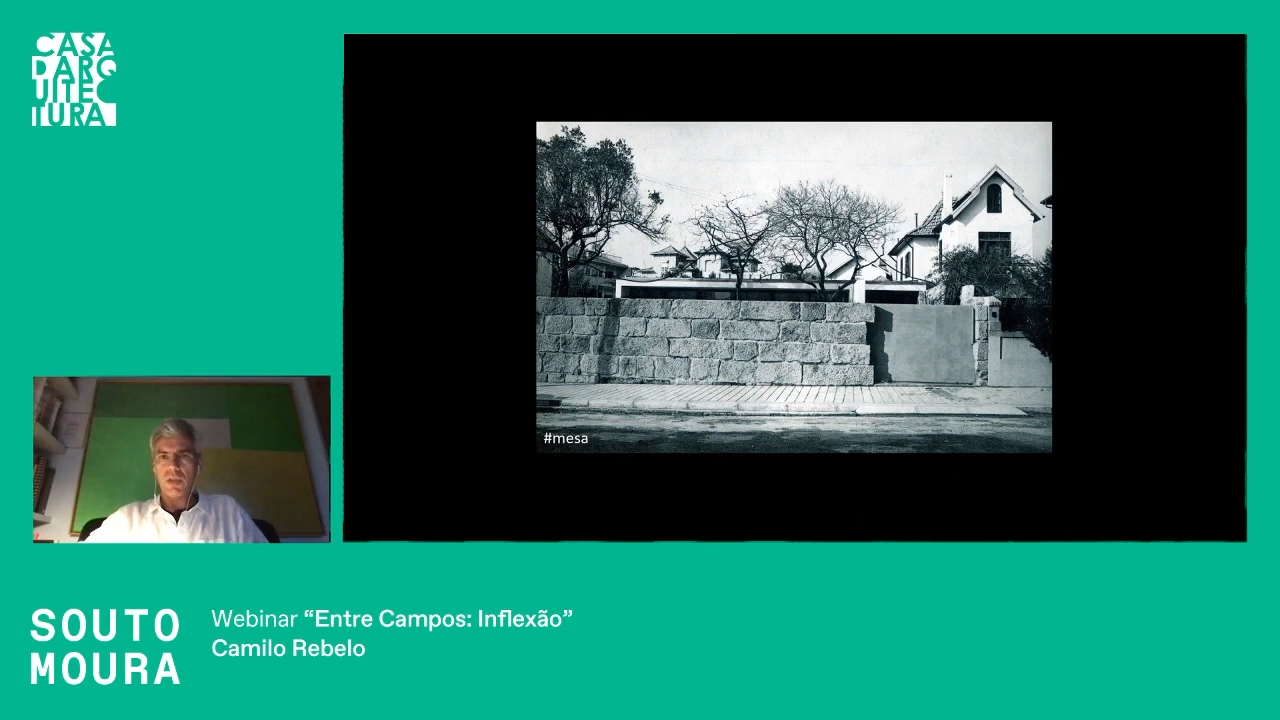 CASA
DARQ
UITEC
TURA
#mesa
SOUTO
MOURA
Webinar “Entre Campos: Inflexão”
Camilo Rebelo